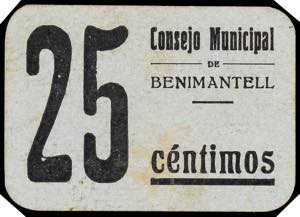 25
Consejo Municipal
DE
BENIMANTELL
céntimos